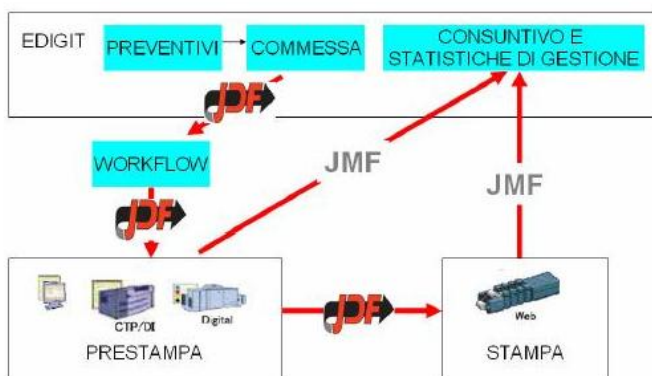 EDIGIT
PREVENTIVI
COMMESSA
CONSUNTIVO E
STATISTICHE DI GESTIONE
JDF
WORKFLOW
JMF
JMF
JDF
CTP/DI
Digital
PRESTAMPA
JDF
Web
STAMPA